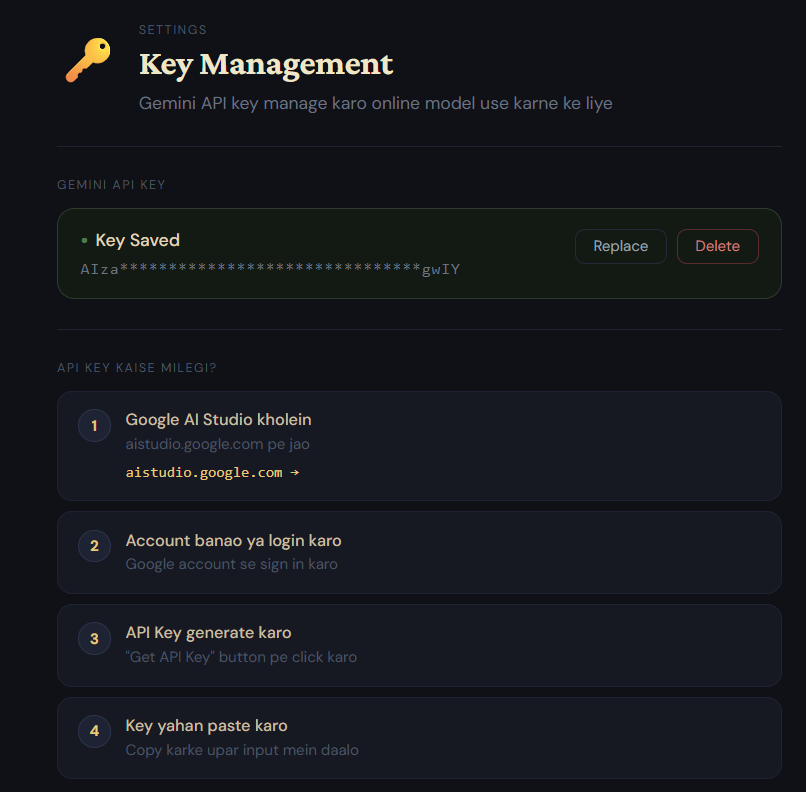 SETTINGS
Key Management
Gemini API key manage karo online model use karne ke liye
GEMINI API KEY
Key Saved
AIza********************************gwIY
Replace
Delete
API KEY KAISE MILEGI?
1
Google AI Studio kholein
aistudio.google.com pe jao
aistudio.google.com →
2
Account banao ya login karo
Google account se sign in karo
3
API Key generate karo
"Get API Key" button pe click karo
4
Key yahan paste karo
Copy karke upar input mein daalo